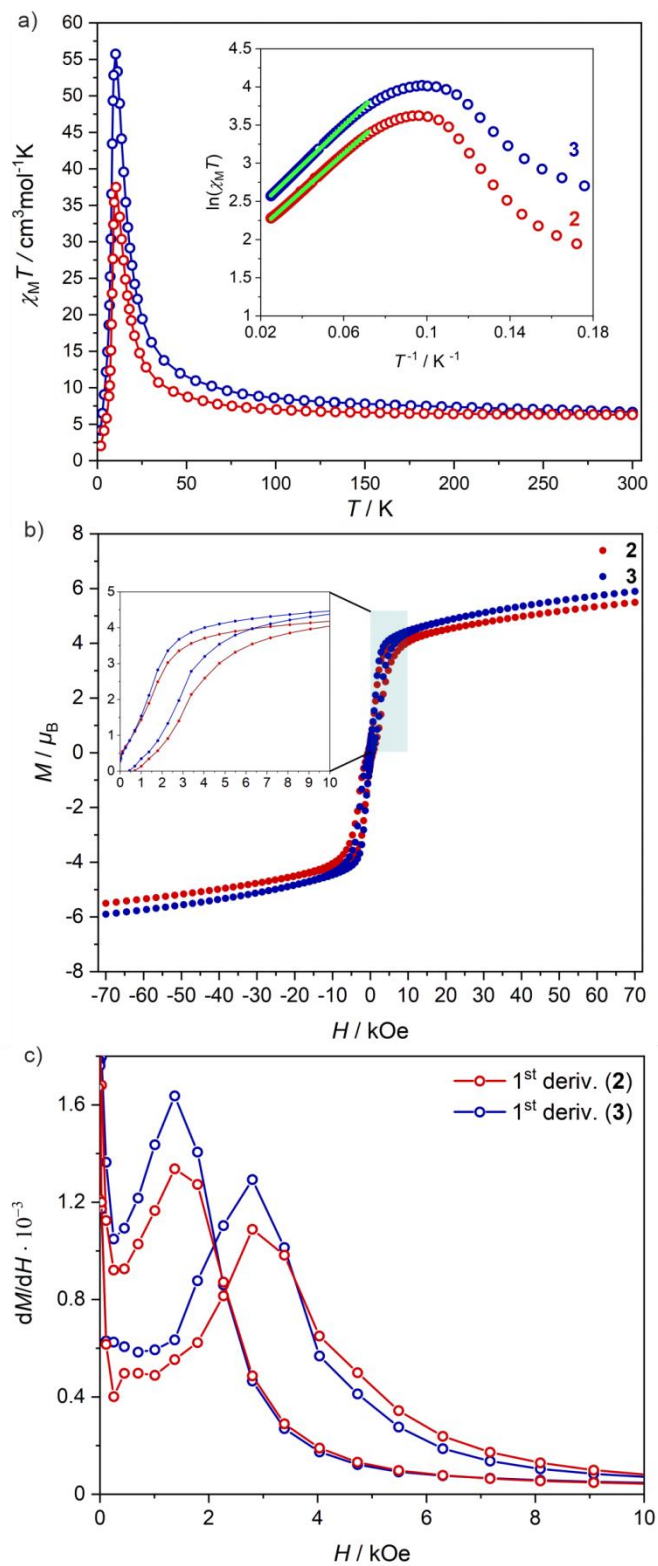 a)
60
55
50
45
40
35
30
25
20
15
10
5
0
χ_M T / cm³mol⁻¹K
0 50 100 150 200 250 300
T / K
4.5
4
3.5
3
2.5
2
1.5
1
ln(χ_M T)
3
2
0.02 0.06 0.1 0.14 0.18
T⁻¹ / K⁻¹
b)
8
6
4
2
0
-2
-4
-6
-8
M / μ_B
2
3
5
4
3
2
1
0
0 1 2 3 4 5 6 7 8 9 10
-70 -60 -50 -40 -30 -20 -10 0 10 20 30 40 50 60 70
H / kOe
c)
1ˢᵗ deriv. (2)
1ˢᵗ deriv. (3)
1.6
1.2
0.8
0.4
0
dM/dH · 10⁻³
0 2 4 6 8 10
H / kOe